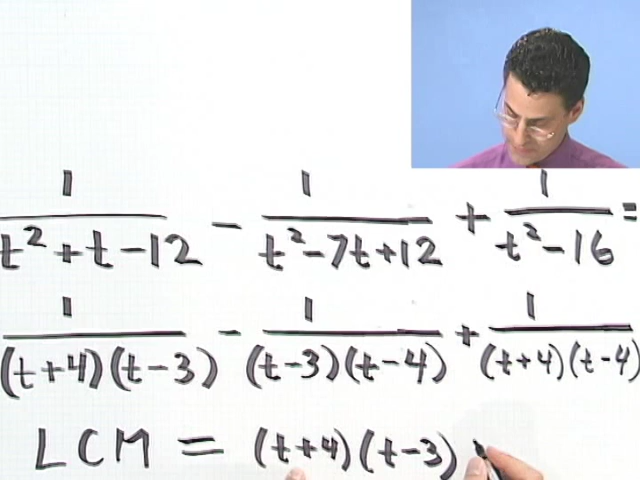 1/(t²+t-12) - 1/(t²-7t+12) + 1/(t²-16) =
1/((t+4)(t-3)) - 1/((t-3)(t-4)) + 1/((t+4)(t-4))
LCM = (t+4)(t-3)